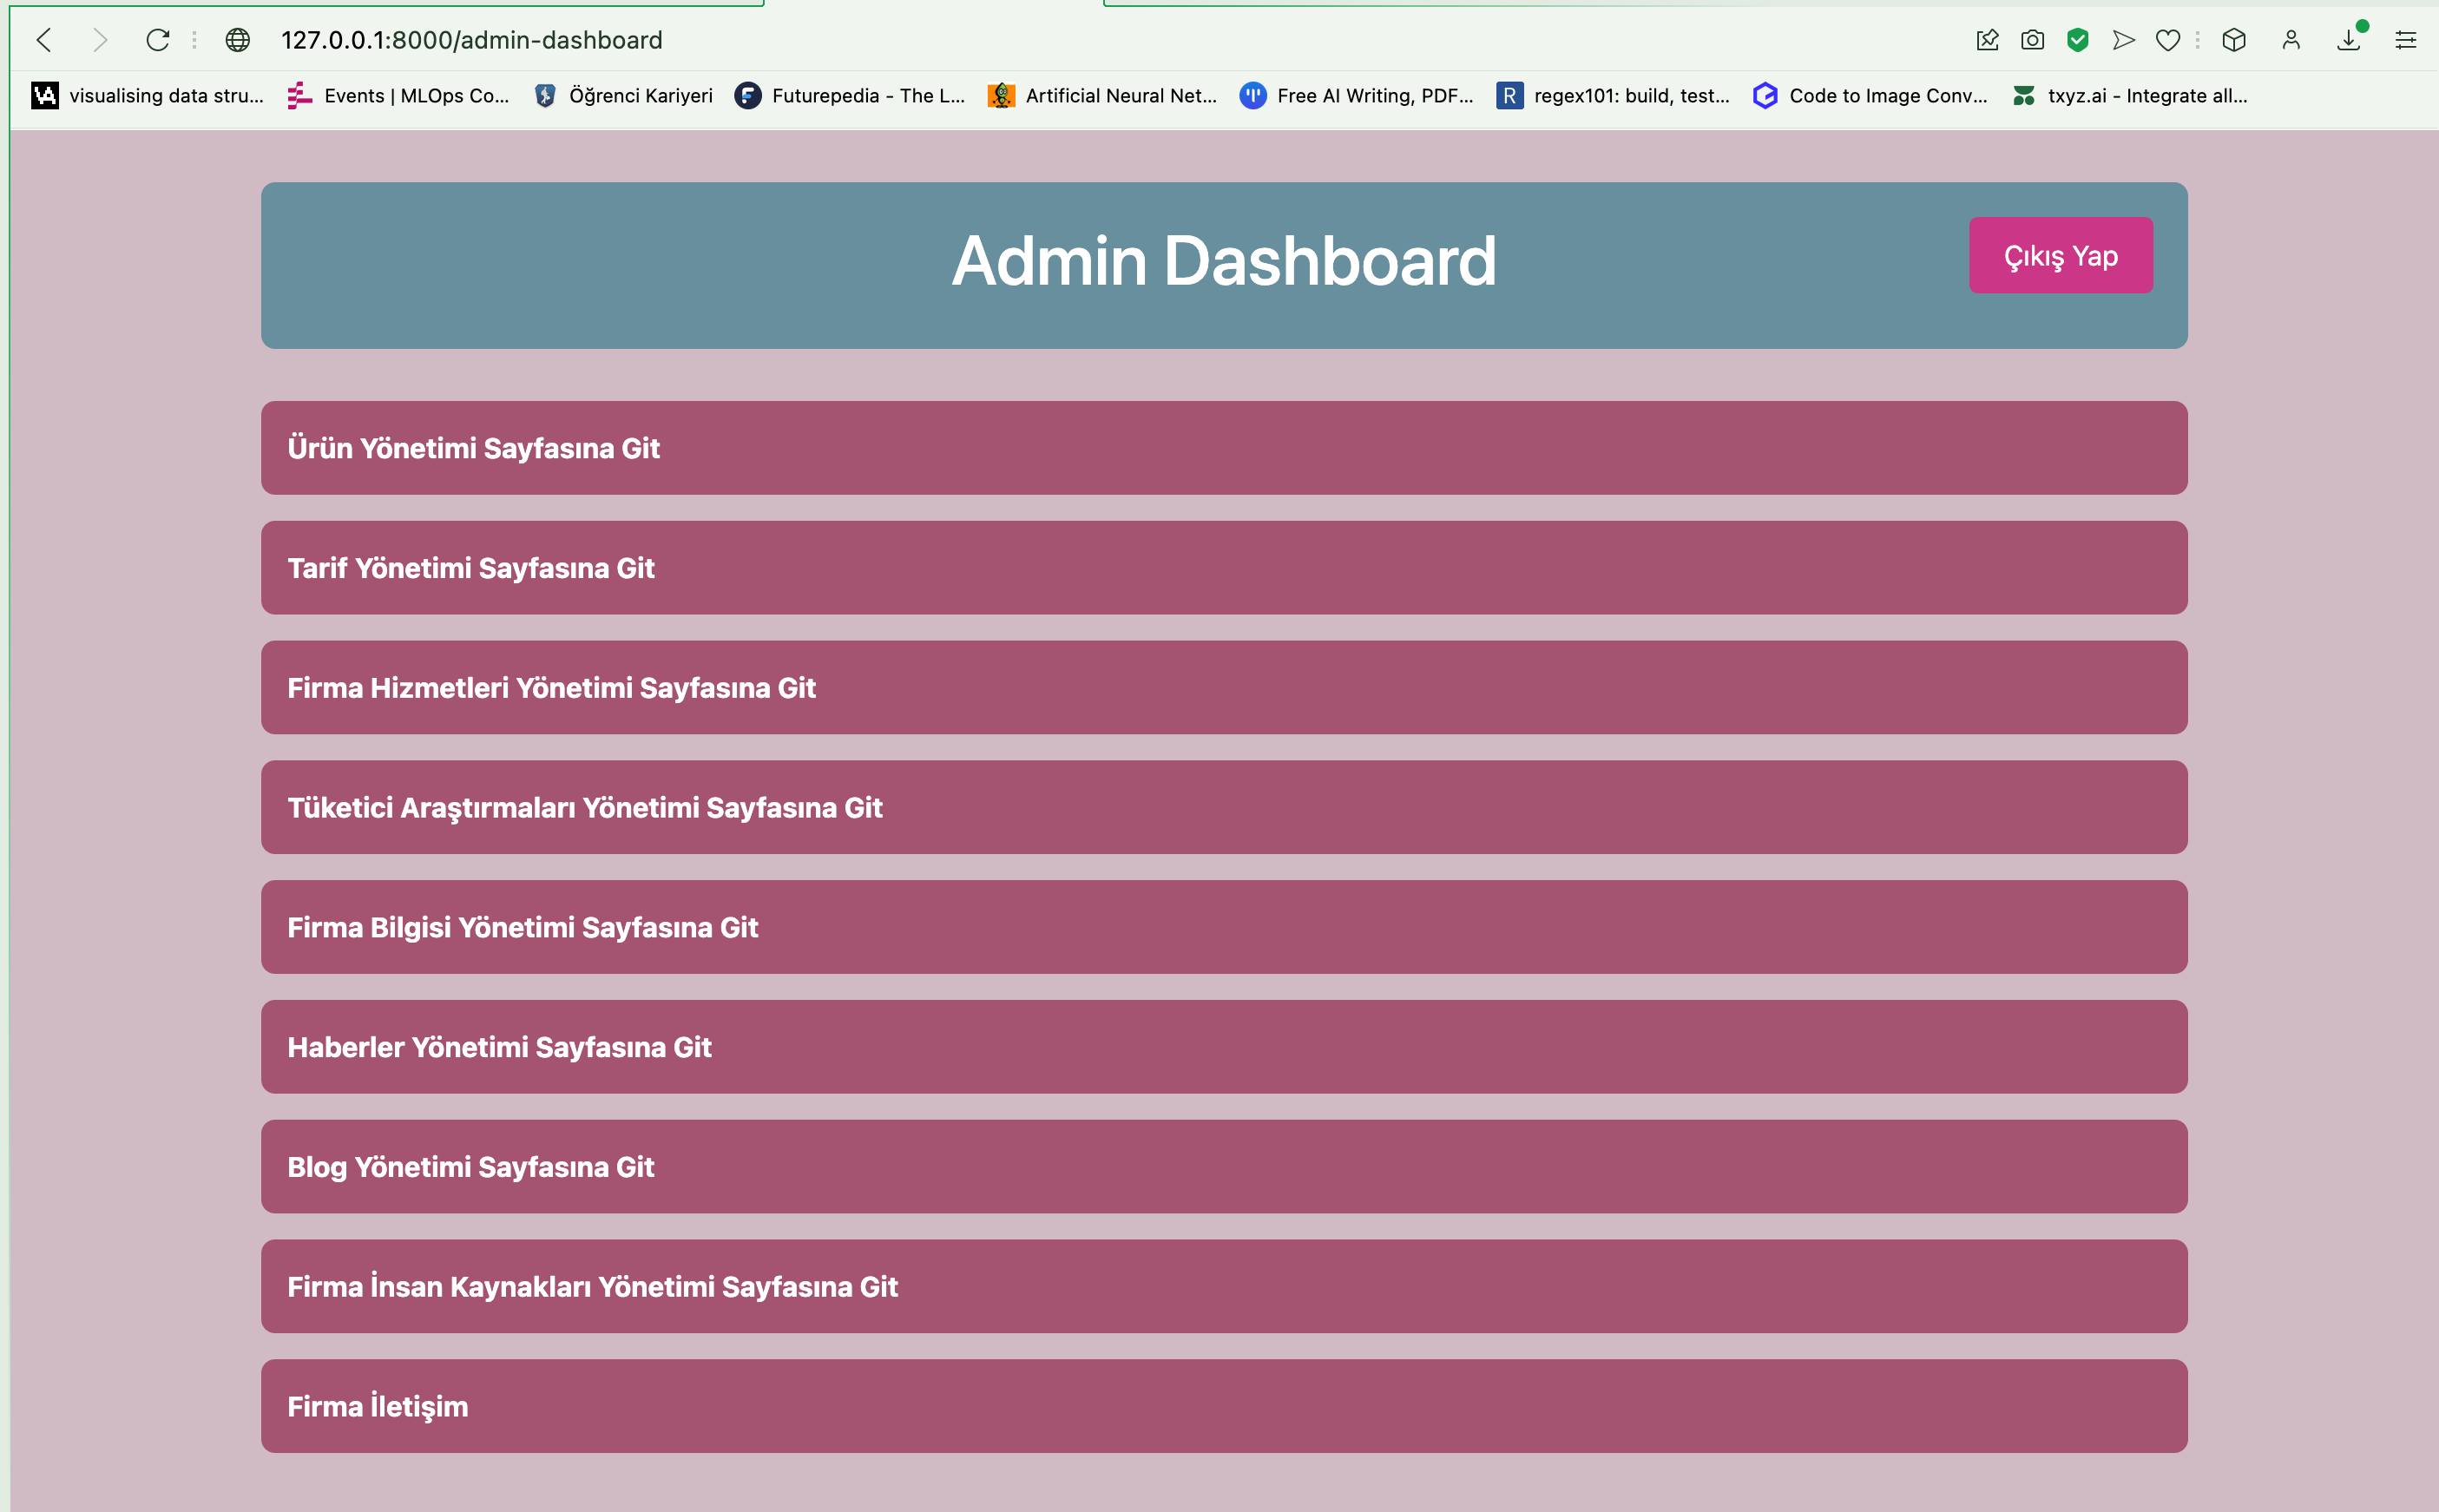 127.0.0.1:8000/admin-dashboard
visualising data stru... Events | MLOps Co... Öğrenci Kariyeri Futurepedia - The L... Artificial Neural Net... Free AI Writing, PDF... R regex101: build, test... Code to Image Conv... txyz.ai - Integrate all...
Admin Dashboard
Çıkış Yap
Ürün Yönetimi Sayfasına Git
Tarif Yönetimi Sayfasına Git
Firma Hizmetleri Yönetimi Sayfasına Git
Tüketici Araştırmaları Yönetimi Sayfasına Git
Firma Bilgisi Yönetimi Sayfasına Git
Haberler Yönetimi Sayfasına Git
Blog Yönetimi Sayfasına Git
Firma İnsan Kaynakları Yönetimi Sayfasına Git
Firma İletişim